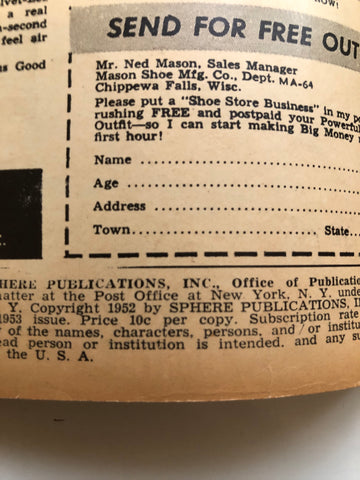 a real
-second
feel air
Good
SEND FOR FREE OUT
Mr. Ned Mason, Sales Manager
Mason Shoe Mfg. Co., Dept. MA-64
Chippewa Falls, Wisc.
Please put a "Shoe Store Business" in my
rushing FREE and postpaid your Powerful
Outfit—so I can start making Big Money
first hour!
Name
Age
Address
Town State
PHERE PUBLICATIONS, INC., Office of Publicatio
matter at the Post Office at New York, N. Y. unde
Y. Copyright 1952 by SPHERE PUBLICATIONS, I
1953 issue. Price 10c per copy. Subscription rate
of the names, characters, persons, and/or institu
ead person or institution is intended. and any su
the U. S. A.